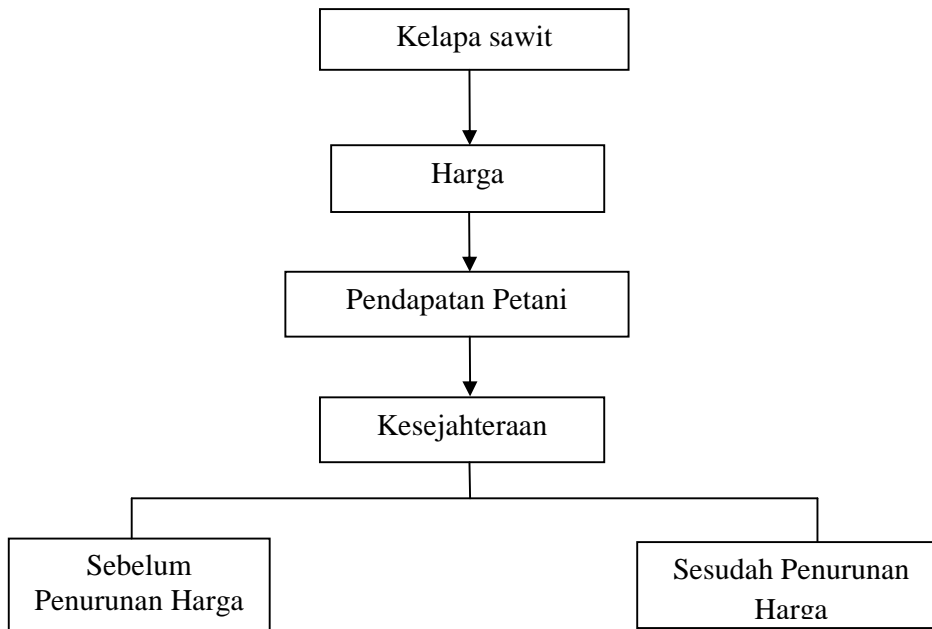 Kelapa sawit
Harga
Pendapatan Petani
Kesejahteraan
Sebelum
Penurunan Harga
Sesudah Penurunan
Harga